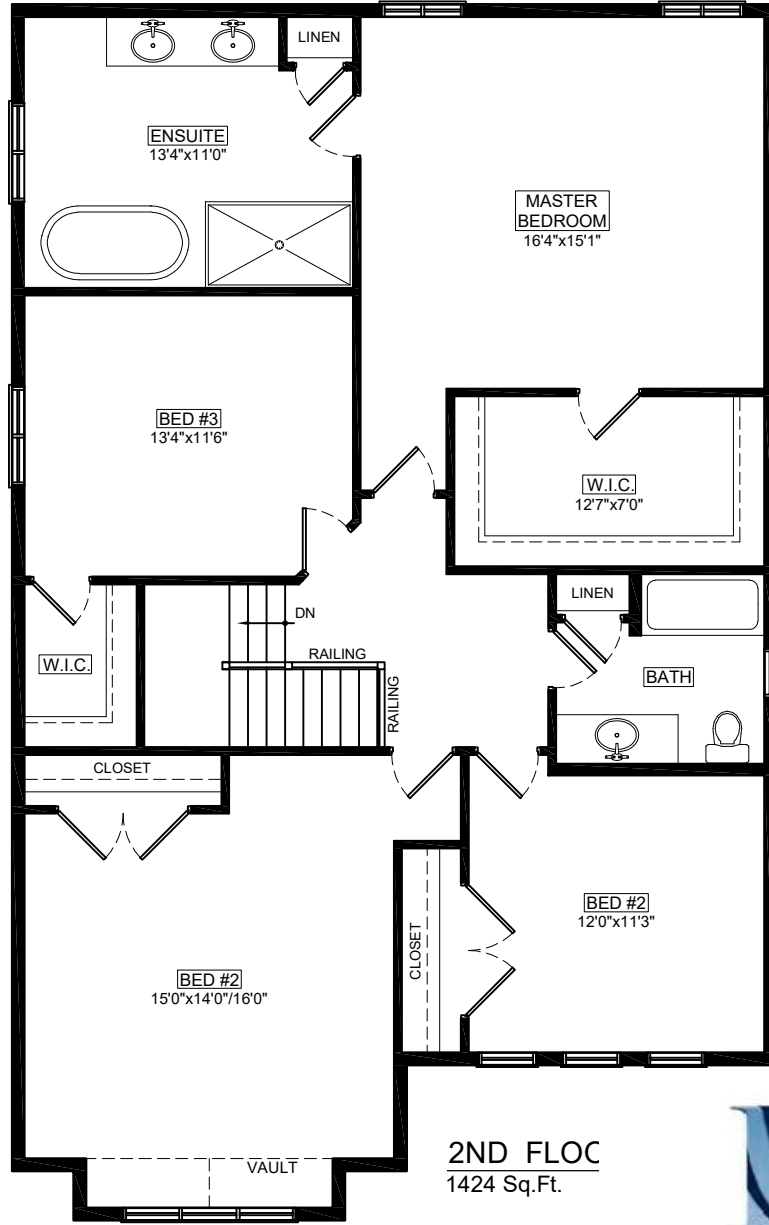 LINEN
ENSUITE
13'4"x11'0"
MASTER
BEDROOM
16'4"x15'1"
BED #3
13'4"x11'6"
W.I.C.
12'7"x7'0"
LINEN
DN
RAILING
RAILING
W.I.C.
BATH
CLOSET
BED #2
12'0"x11'3"
CLOSET
BED #2
15'0"x14'0"/16'0"
VAULT
2ND FLOO
1424 Sq.Ft.